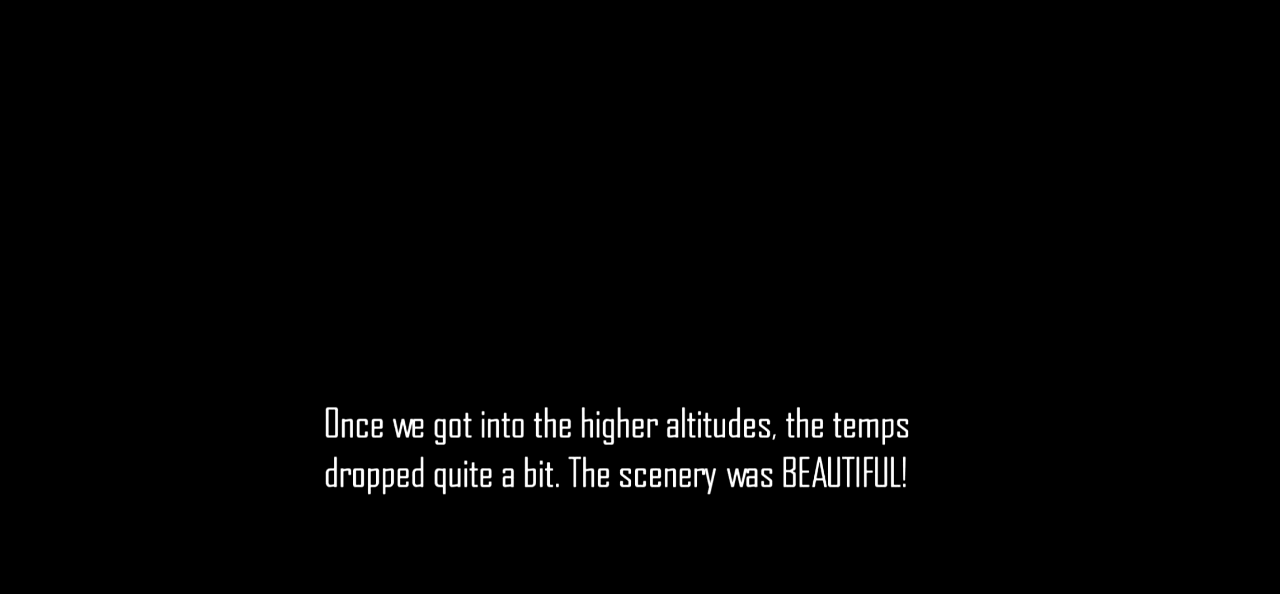 Once we got into the higher altitudes, the temps
dropped quite a bit. The scenery was BEAUTIFUL!